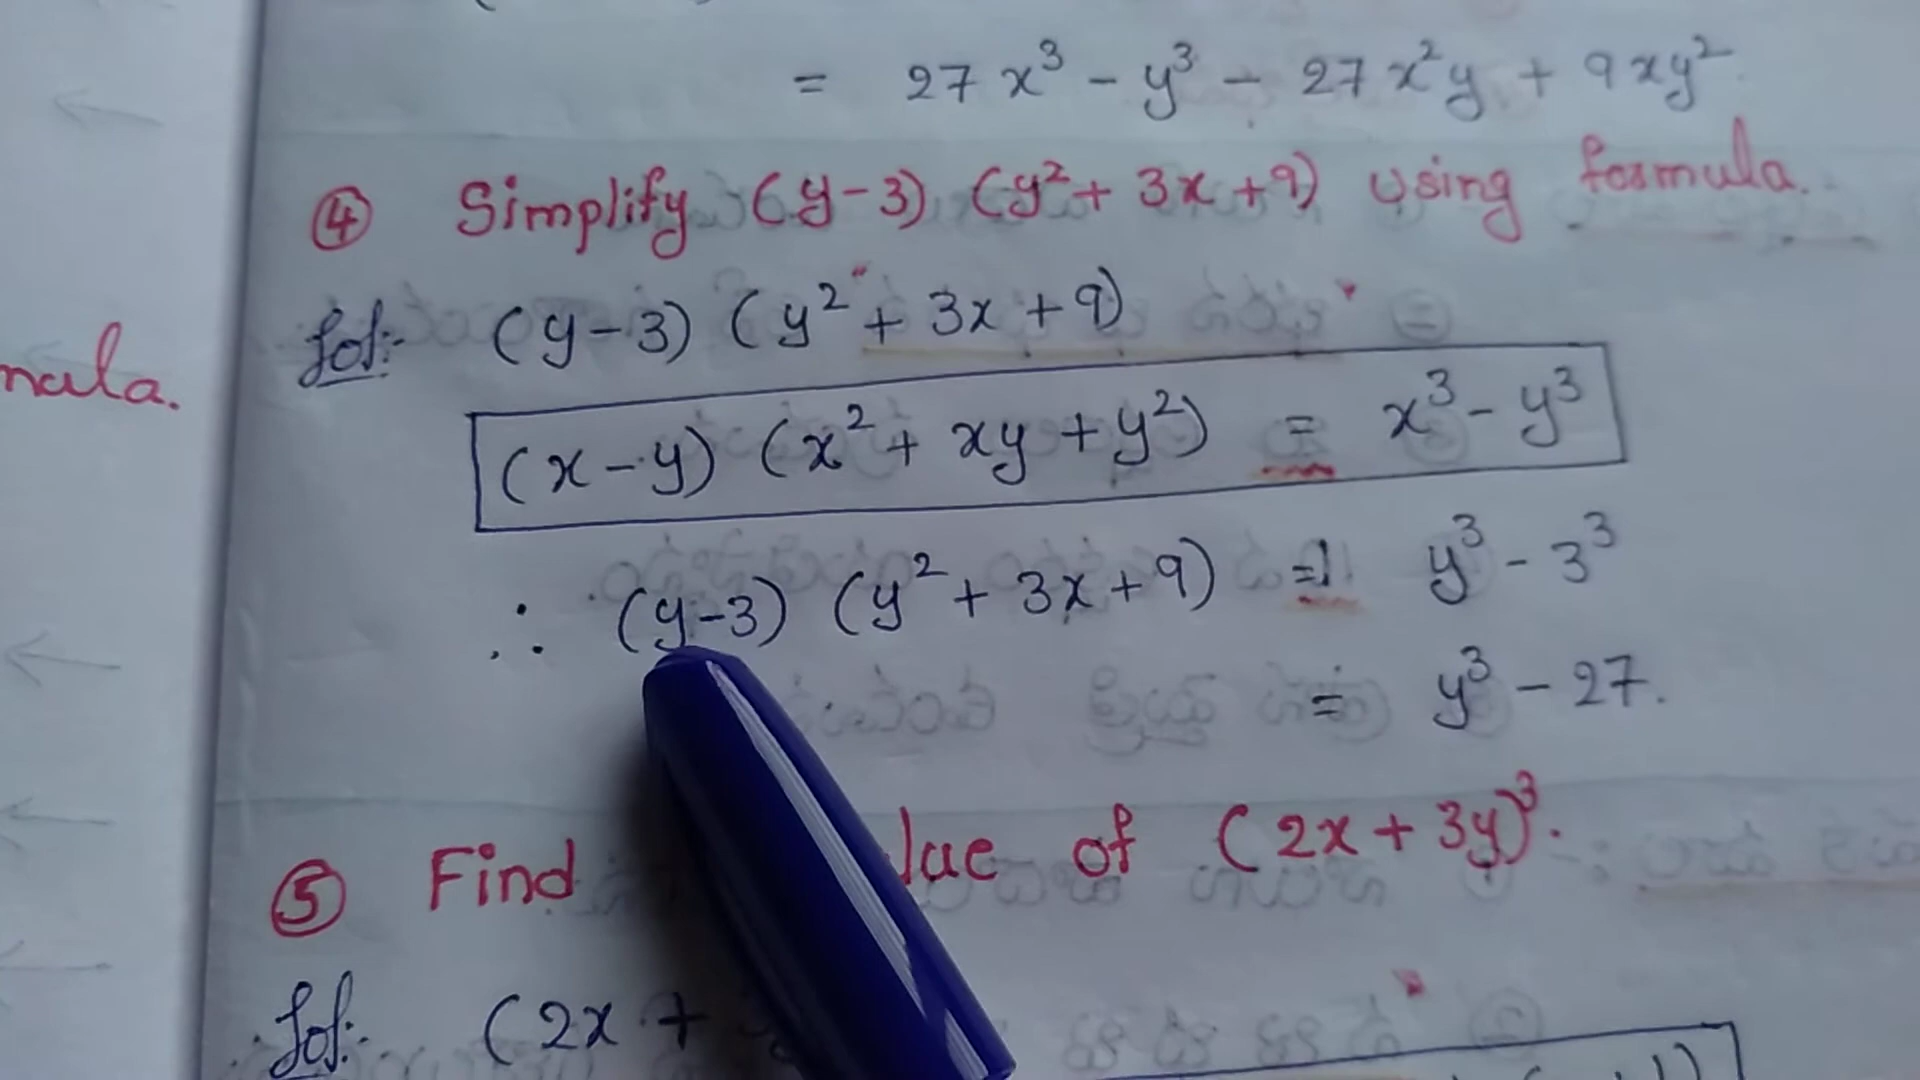 = 27x³ - y³ - 27x²y + 9xy²
④ Simplify (y-3) (y²+ 3x+9) using formula.
nula.
Sol:- (y-3) (y²+ 3x+9)
(x-y) (x²+ xy+y²) = x³- y³
∴ (y-3) (y²+ 3x+9) = y³- 3³
= y³- 27.
⑤ Find lue of (2x+3y)³.
Sol:- (2x +